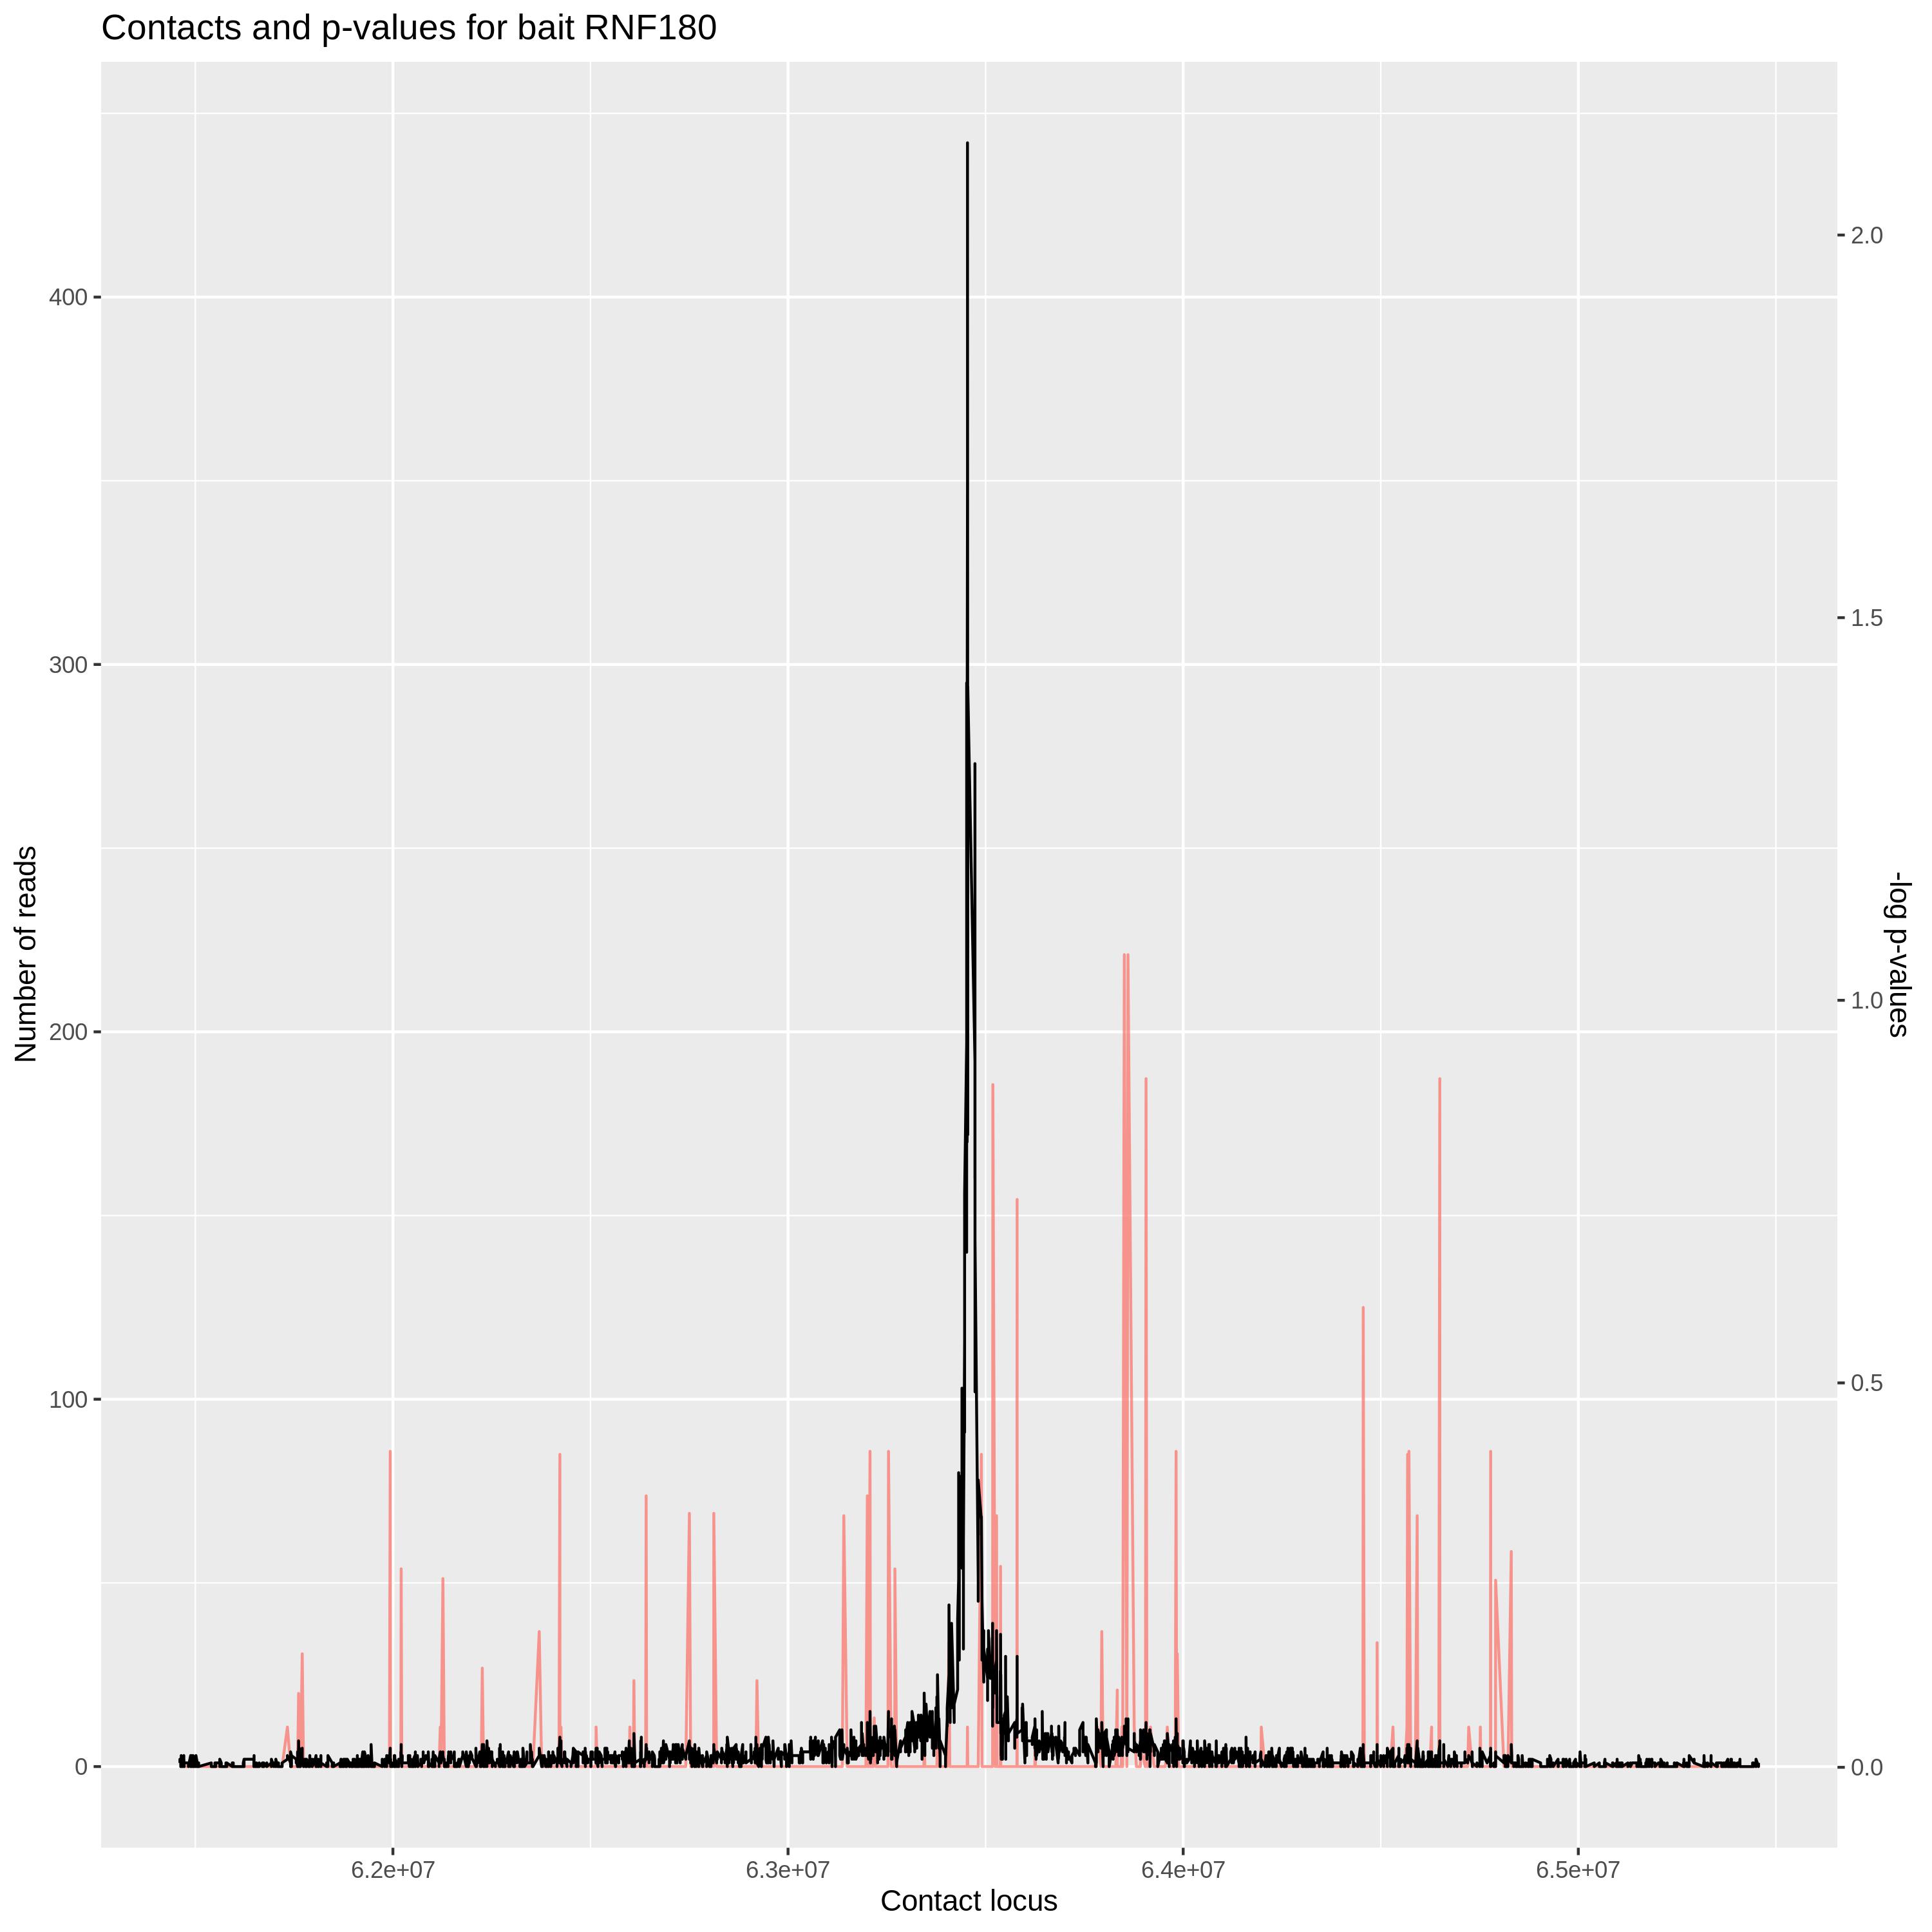 Contacts and p-values for bait RNF180
Number of reads
400
300
200
100
0
2.0
1.5
1.0
0.5
0.0
-log p-values
6.2e+07
6.3e+07
6.4e+07
6.5e+07
Contact locus